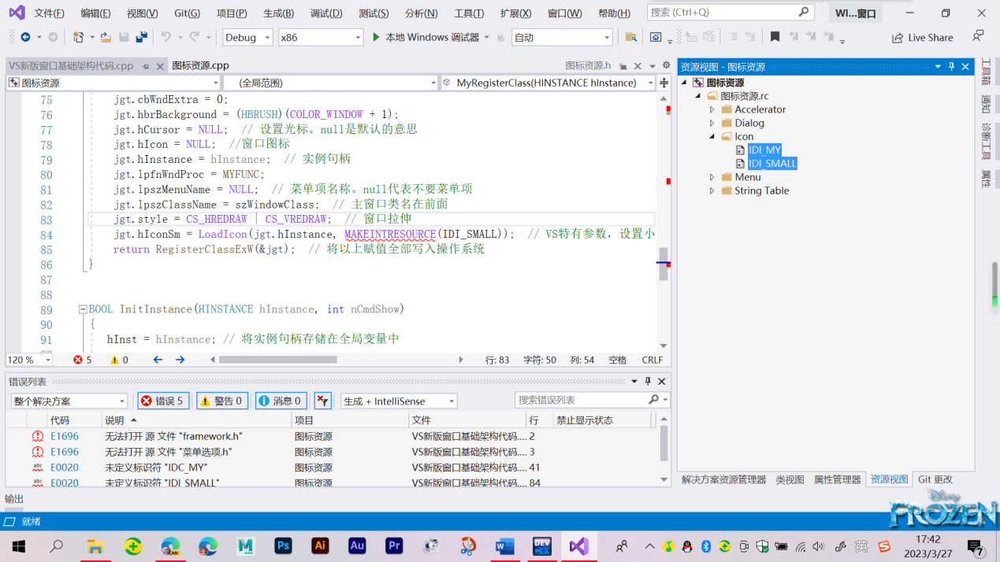 文件(F) 编辑(E) 视图(V) Git(G) 项目(P) 生成(B) 调试(D) 测试(S) 分析(N) 工具(T) 扩展(X) 窗口(W) 帮助(H) 搜索 (Ctrl+Q) WI...窗口
Debug x86 本地 Windows 调试器 自动 Live Share
VS新版窗口基础架构代码.cpp 图标资源.cpp 图标资源.h
图标资源 (全局范围) MyRegisterClass(HINSTANCE hInstance)
75 jgt.cbWndExtra = 0;
76 jgt.hbrBackground = (HBRUSH)(COLOR_WINDOW + 1);
77 jgt.hCursor = NULL; // 设置光标。null是默认的意思
78 jgt.hIcon = NULL; //窗口图标
79 jgt.hInstance = hInstance; // 实例句柄
80 jgt.lpfnWndProc = MYFUNC;
81 jgt.lpszMenuName = NULL; // 菜单项名称。null代表不要菜单项
82 jgt.lpszClassName = szWindowClass; // 主窗口类名在前面
83 jgt.style = CS_HREDRAW | CS_VREDRAW; // 窗口拉伸
84 jgt.hIconSm = LoadIcon(jgt.hInstance, MAKEINTRESOURCE(IDI_SMALL)); // VS特有参数，设置小
85 return RegisterClassExW(&jgt); // 将以上赋值全部写入操作系统
86 }
87
88
89 BOOL InitInstance(HINSTANCE hInstance, int nCmdShow)
90 {
91 hInst = hInstance; // 将实例句柄存储在全局变量中
120 % 5 0 行: 83 字符: 50 列: 54 空格 CRLF
错误列表
整个解决方案 错误 5 警告 0 消息 0 生成 + IntelliSense 搜索错误列表
代码 说明 项目 文件 行 禁止显示状态
E1696 无法打开 源 文件 "framework.h" 图标资源 VS新版窗口基础架构代码.... 2
E1696 无法打开 源 文件 "菜单选项.h" 图标资源 VS新版窗口基础架构代码.... 3
abc E0020 未定义标识符 "IDC_MY" 图标资源 VS新版窗口基础架构代码.... 41
abc E0020 未定义标识符 "IDI_SMALL" 图标资源 VS新版窗口基础架构代码.... 84
输出
就绪
资源视图 - 图标资源
图标资源
图标资源.rc
Accelerator
Dialog
Icon
IDI_MY
IDI_SMALL
Menu
String Table
解决方案资源管理器 类视图 属性管理器 资源视图 Git 更改
工具箱
通知
诊断工具
属性
Disney
FROZEN
M Ps Ai Au Pr W DEV 英 S
17:42
2023/3/27
7